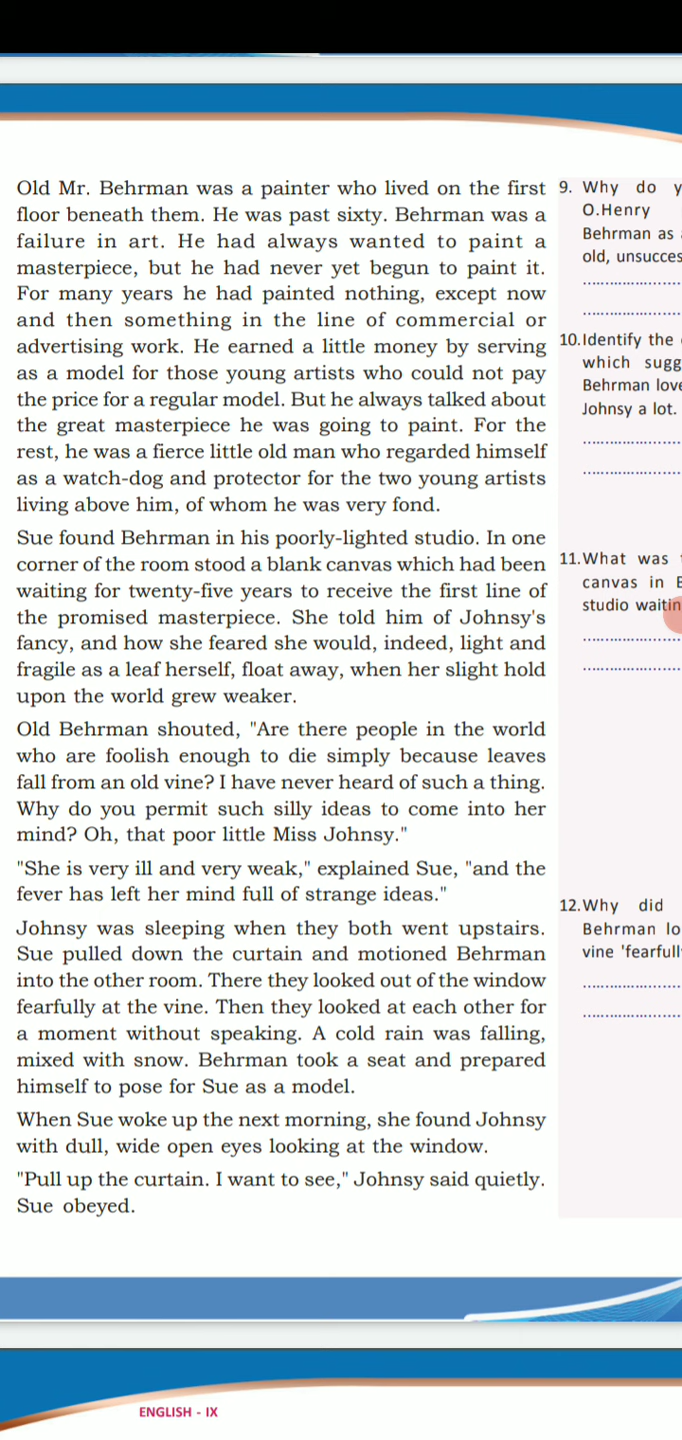 Old Mr. Behrman was a painter who lived on the first
floor beneath them. He was past sixty. Behrman was a
failure in art. He had always wanted to paint a
masterpiece, but he had never yet begun to paint it.
For many years he had painted nothing, except now
and then something in the line of commercial or
advertising work. He earned a little money by serving
as a model for those young artists who could not pay
the price for a regular model. But he always talked about
the great masterpiece he was going to paint. For the
rest, he was a fierce little old man who regarded himself
as a watch-dog and protector for the two young artists
living above him, of whom he was very fond.
Sue found Behrman in his poorly-lighted studio. In one
corner of the room stood a blank canvas which had been
waiting for twenty-five years to receive the first line of
the promised masterpiece. She told him of Johnsy's
fancy, and how she feared she would, indeed, light and
fragile as a leaf herself, float away, when her slight hold
upon the world grew weaker.
Old Behrman shouted, "Are there people in the world
who are foolish enough to die simply because leaves
fall from an old vine? I have never heard of such a thing.
Why do you permit such silly ideas to come into her
mind? Oh, that poor little Miss Johnsy."
"She is very ill and very weak," explained Sue, "and the
fever has left her mind full of strange ideas."
Johnsy was sleeping when they both went upstairs.
Sue pulled down the curtain and motioned Behrman
into the other room. There they looked out of the window
fearfully at the vine. Then they looked at each other for
a moment without speaking. A cold rain was falling,
mixed with snow. Behrman took a seat and prepared
himself to pose for Sue as a model.
When Sue woke up the next morning, she found Johnsy
with dull, wide open eyes looking at the window.
"Pull up the curtain. I want to see," Johnsy said quietly.
Sue obeyed.
9. Why do y
O.Henry
Behrman as
old, unsucces
10.Identify the
which sugg
Behrman love
Johnsy a lot.
11.What was
canvas in
studio waitin
12.Why did
Behrman lo
vine 'fearfull
ENGLISH - IX